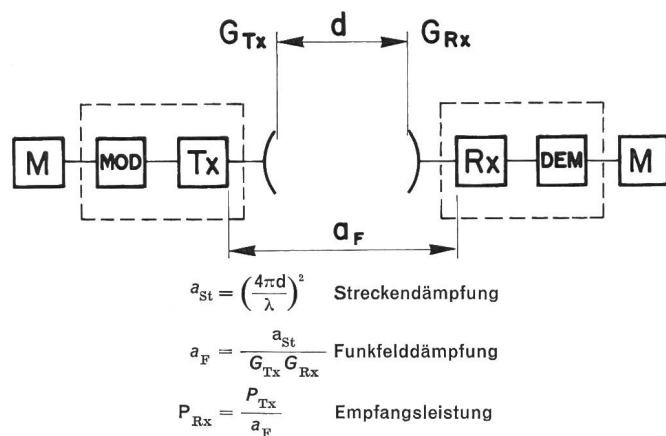 G_Tx d G_Rx
M MOD Tx Rx DEM M
a_F
a_St = (4πd / λ)² Streckendämpfung
a_F = a_St / G_Tx G_Rx Funkfelddämpfung
P_Rx = P_Tx / a_F Empfangsleistung